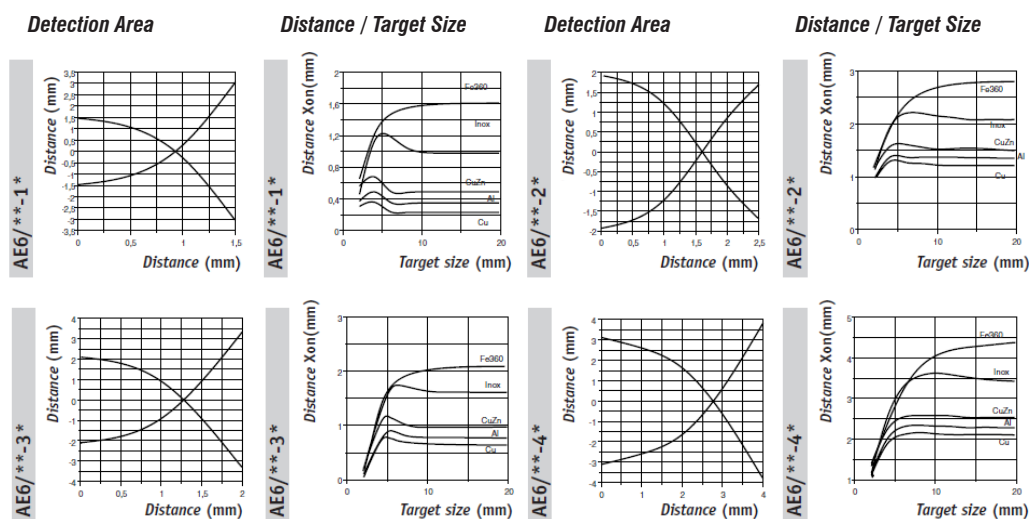 Detection Area
Distance / Target Size
Detection Area
Distance / Target Size
AE6/**-1*
Distance (mm)
3,5
3
2,5
2
1,5
1
0,5
0
-0,5
-1
-1,5
-2
-2,5
-3
-3,5
0 0,5 1 1,5
Distance (mm)
AE6/**-1*
Distance Xon(mm)
2
1,6
1,2
0,8
0,4
0
Fe360
Inox
CuZn
Al
Cu
0 10 20
Target size (mm)
AE6/**-2*
Distance (mm)
2
1,5
1
0,5
0
-0,5
-1
-1,5
-2
0 0,5 1 1,5 2 2,5
Distance (mm)
AE6/**-2*
Distance Xon(mm)
3
2
1
0
Fe360
Inox
CuZn
Al
Cu
0 10 20
Target size (mm)
AE6/**-3*
Distance (mm)
4
3
2
1
0
-1
-2
-3
-4
0 0,5 1 1,5 2
Distance (mm)
AE6/**-3*
Distance Xon(mm)
3
2
1
0
Fe360
Inox
CuZn
Al
Cu
0 10 20
Target size (mm)
AE6/**-4*
Distance (mm)
4
3
2
1
0
-1
-2
-3
-4
0 1 2 3 4
Distance (mm)
AE6/**-4*
Distance Xon(mm)
5
4
3
2
1
Fe360
Inox
CuZn
Al
Cu
0 10 20
Target size (mm)